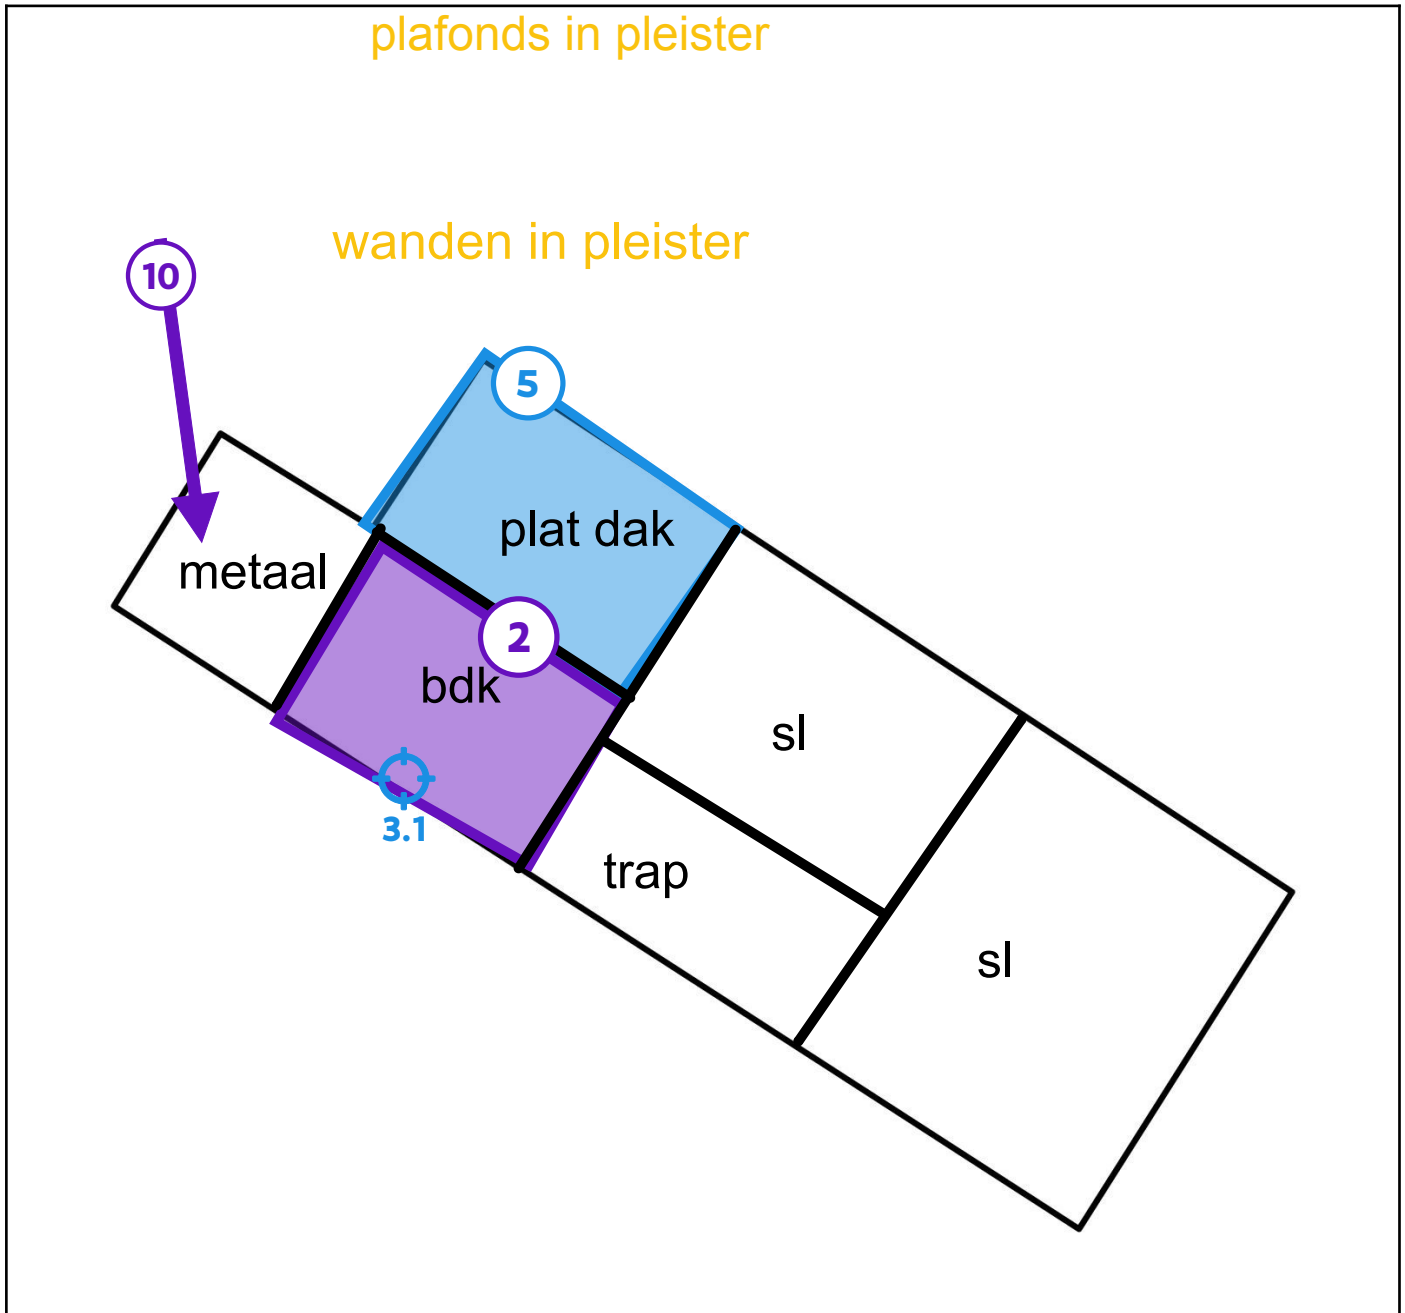 plafonds in pleister
wanden in pleister
10
5
plat dak
metaal
2
bdk
sl
3.1
trap
sl